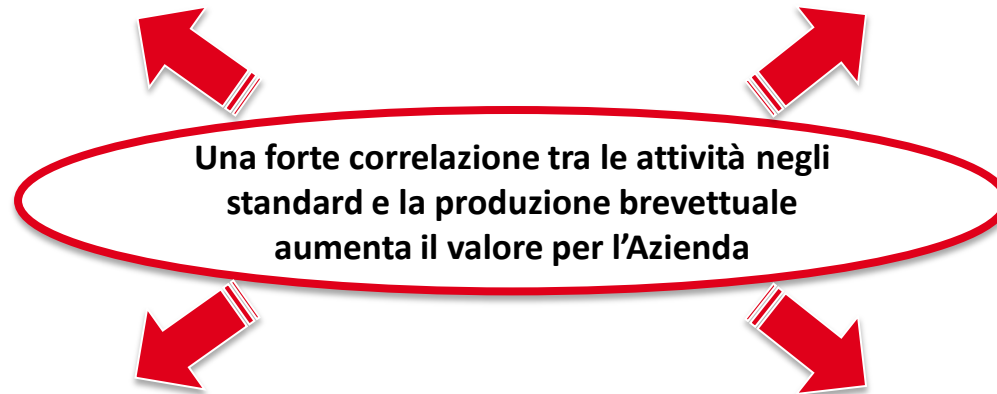 Una forte correlazione tra le attività negli
standard e la produzione brevettuale
aumenta il valore per l’Azienda